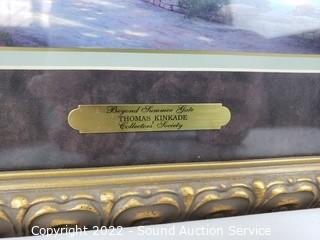 Beyond Summer Gate
THOMAS KINKADE
Collectors' Society
Copyright 2022 - Sound Auction Service